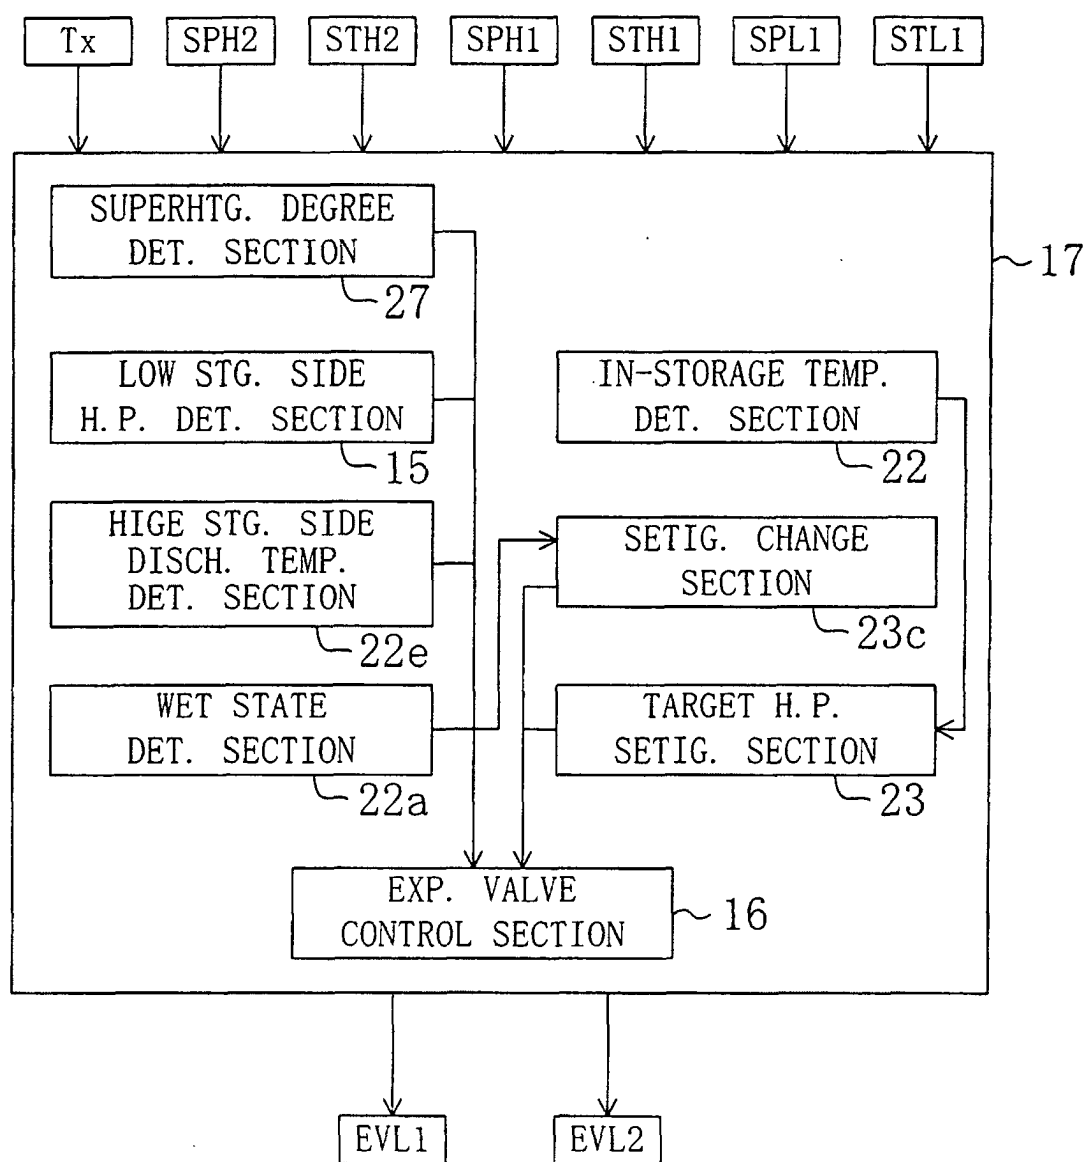 Tx SPH2 STH2 SPH1 STH1 SPL1 STL1
SUPERHTG. DEGREE
DET. SECTION
27
17
LOW STG. SIDE
H.P. DET. SECTION
15
IN-STORAGE TEMP.
DET. SECTION
22
HIGE STG. SIDE
DISCH. TEMP.
DET. SECTION
22e
SETIG. CHANGE
SECTION
23c
WET STATE
DET. SECTION
22a
TARGET H.P.
SETIG. SECTION
23
EXP. VALVE
CONTROL SECTION
16
EVL1 EVL2